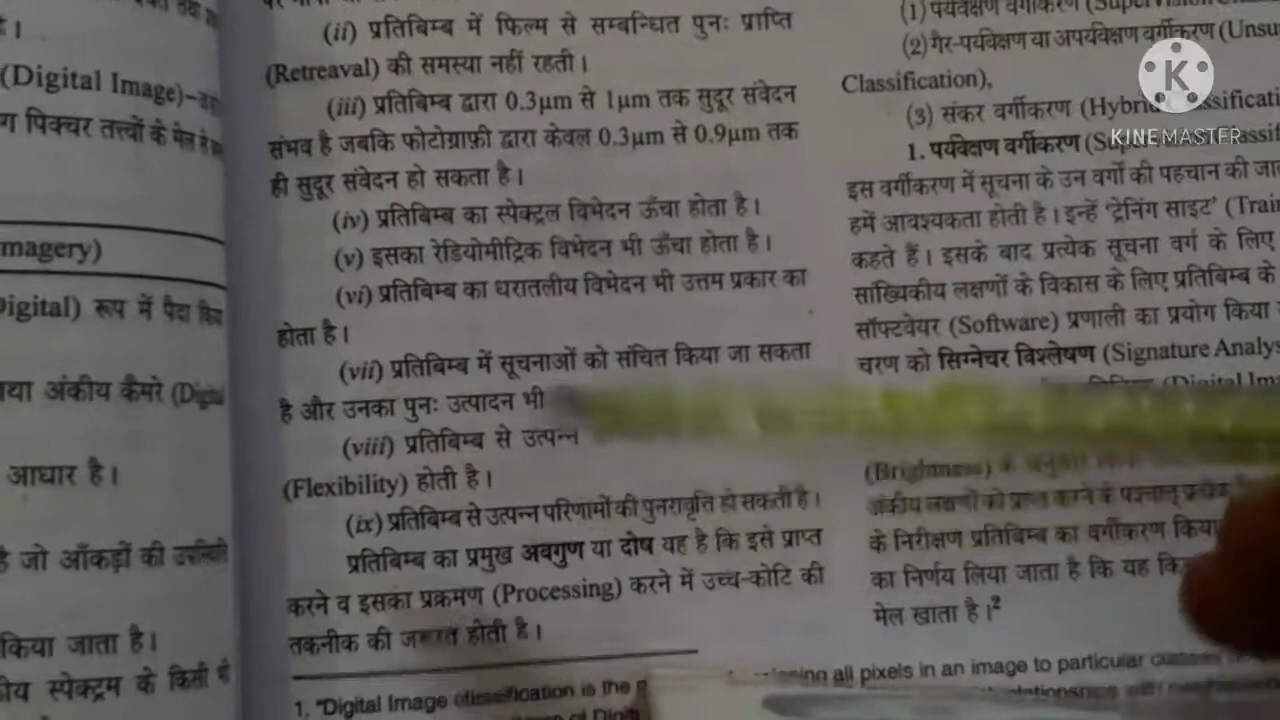 (Digital Image)–
ग पिक्चर तत्त्वों के मेल से
magery)
Digital) रूप में पैदा किया
या अंकीय कैमरे (Digital
आधार है।
है जो आँकड़ों की उपस्थिति
किया जाता है।
ीय स्पेक्ट्रम के किसी भी
(ii) प्रतिबिम्ब में फिल्म से सम्बन्धित पुनः प्राप्ति
(Retreaval) की समस्या नहीं रहती।
(iii) प्रतिबिम्ब द्वारा 0.3μm से 1μm तक सुदूर संवेदन
संभव है जबकि फोटोग्राफ़ी द्वारा केवल 0.3μm से 0.9μm तक
ही सुदूर संवेदन हो सकता है।
(iv) प्रतिबिम्ब का स्पेक्ट्रल विभेदन ऊँचा होता है।
(v) इसका रेडियोमीट्रिक विभेदन भी ऊँचा होता है।
(vi) प्रतिबिम्ब का धरातलीय विभेदन भी उत्तम प्रकार का
होता है।
(vii) प्रतिबिम्ब में सूचनाओं को संचित किया जा सकता
है और उनका पुनः उत्पादन भी
(viii) प्रतिबिम्ब से उत्पन्न
(Flexibility) होती है।
(ix) प्रतिबिम्ब से उत्पन्न परिणामों की पुनरावृति हो सकती है।
प्रतिबिम्ब का प्रमुख अवगुण या दोष यह है कि इसे प्राप्त
करने व इसका प्रक्रमण (Processing) करने में उच्च-कोटि की
तकनीक की जरूरत होती है।
1. "Digital Image classification is the
(1) पर्यवेक्षण वर्गीकरण
(2) गैर-पर्यवेक्षण या अपर्यवेक्षण वर्गीकरण (Unsu
Classification),
(3) संकर वर्गीकरण (Hybrid
1. पर्यवेक्षण वर्गीकरण
इस वर्गीकरण में सूचना के उन वर्गों की पहचान की जा
हमें आवश्यकता होती है। इन्हें 'ट्रेनिंग साइट' (Train
कहते हैं। इसके बाद प्रत्येक सूचना वर्ग के लिए
सांख्यिकीय लक्षणों के विकास के लिए प्रतिबिम्ब के
सॉफ्टवेयर (Software) प्रणाली का प्रयोग किया
चरण को सिग्नेचर विश्लेषण (Signature Analys
(Digital Im
(Brightness) के अनुसार
अंकीय लक्षणों को प्राप्त करने के पश्चात् प्रत्येक
के निरीक्षण प्रतिबिम्ब का वर्गीकरण किया
का निर्णय लिया जाता है कि यह कि
मेल खाता है।²
all pixels in an image to particular
K
KINEMASTER